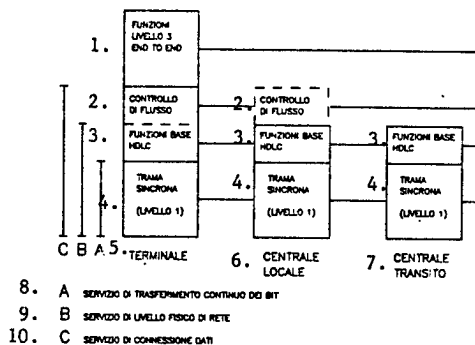 1. FUNZIONI
LIVELLO 3
END TO END
2. CONTROLLO
DI FLUSSO
2. CONTROLLO
DI FLUSSO
3. FUNZIONI BASE
HDLC
3. FUNZIONI BASE
HDLC
3. FUNZIONI BASE
HDLC
4. TRAMA
SINCRONA
(LIVELLO 1)
4. TRAMA
SINCRONA
(LIVELLO 1)
4. TRAMA
SINCRONA
(LIVELLO 1)
C B A 5. TERMINALE
6. CENTRALE
LOCALE
7. CENTRALE
TRANSITO
8. A SERVIZIO DI TRASFERIMENTO CONTINUO DEI BIT
9. B SERVIZIO DI LIVELLO FISICO DI RETE
10. C SERVIZIO DI CONNESSIONE DATI